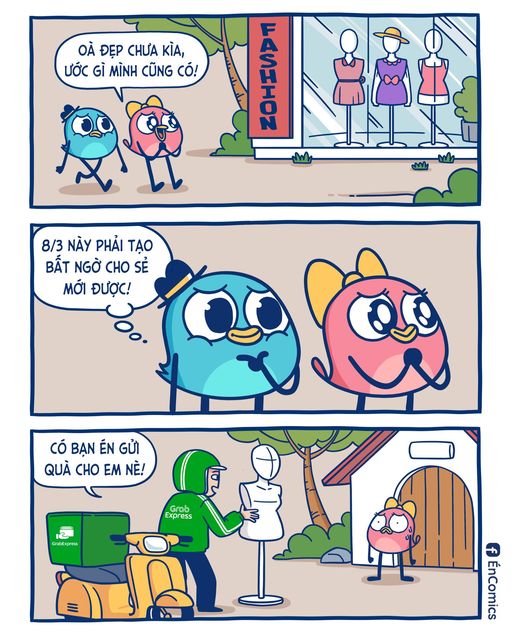 OÀ ĐẸP CHƯA KÌA,
ƯỚC GÌ MÌNH CŨNG CÓ!
FASHION
8/3 NÀY PHẢI TẠO
BẤT NGỜ CHO SẺ
MỚI ĐƯỢC!
CÓ BẠN ÉN GỬI
QUÀ CHO EM NÈ!
Grab
Express
GrabExpress
ÉnComics